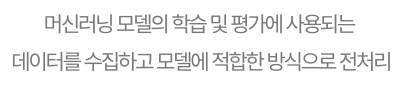 머신러닝 모델의 학습 및 평가에 사용되는
데이터를 수집하고 모델에 적합한 방식으로 전처리